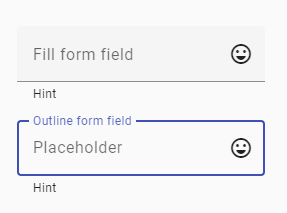 Fill form field
Hint
Outline form field
Placeholder
Hint